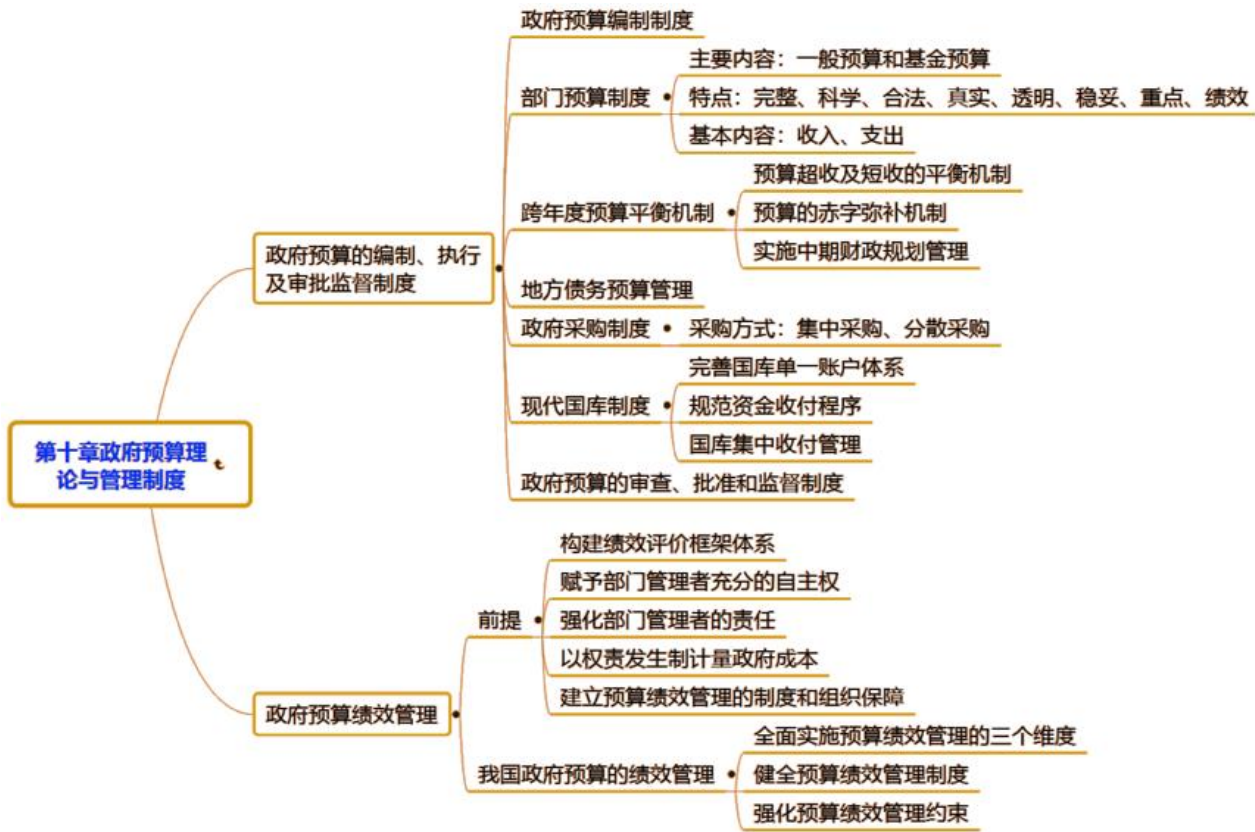 第十章政府预算理
论与管理制度
政府预算的编制、执行
及审批监督制度
政府预算编制制度
部门预算制度
主要内容：一般预算和基金预算
特点：完整、科学、合法、真实、透明、稳妥、重点、绩效
基本内容：收入、支出
跨年度预算平衡机制
预算超收及短收的平衡机制
预算的赤字弥补机制
实施中期财政规划管理
地方债务预算管理
政府采购制度
采购方式：集中采购、分散采购
现代国库制度
完善国库单一账户体系
规范资金收付程序
国库集中收付管理
政府预算的审查、批准和监督制度
政府预算绩效管理
前提
构建绩效评价框架体系
赋予部门管理者充分的自主权
强化部门管理者的责任
以权责发生制计量政府成本
建立预算绩效管理的制度和组织保障
我国政府预算的绩效管理
全面实施预算绩效管理的三个维度
健全预算绩效管理制度
强化预算绩效管理约束